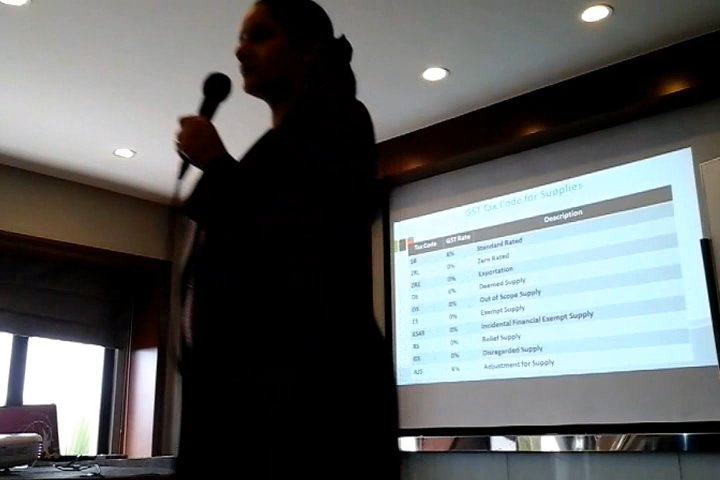 GST Tax Code for Supplies
Tax Code GST Rate Description
SR 6% Standard Rated
ZRL 0% Zero Rated
ZRE 0% Exportation
DS 6% Deemed Supply
OS 0% Out of Scope Supply
ES 0% Exempt Supply
ES43 0% Incidental Financial Exempt Supply
RS 0% Relief Supply
GS 0% Disregarded Supply
AJS 6% Adjustment for Supply